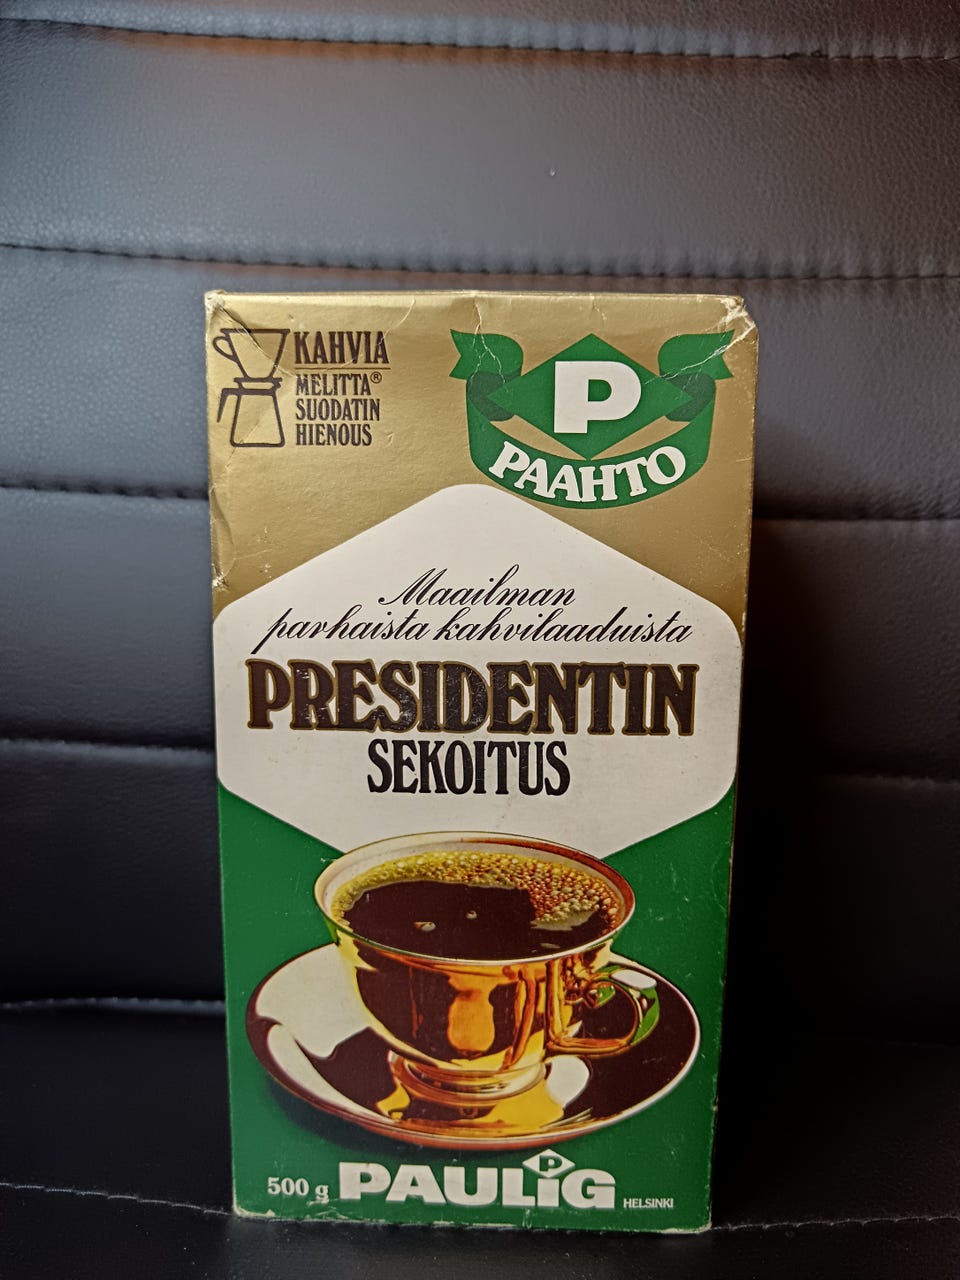 KAHVIA
MELITTA®
SUODATIN
HIENOUS
P
PAAHTO
Maailman
parhaista kahvilaaduista
PRESIDENTIN
SEKOITUS
P
500 g PAULIG HELSINKI